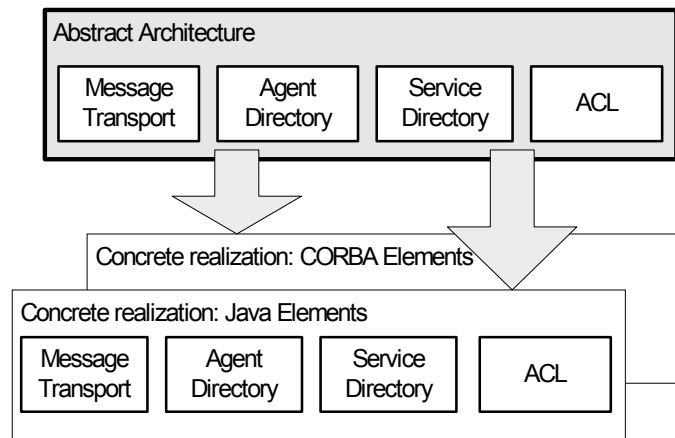 Abstract Architecture
Message
Transport
Agent
Directory
Service
Directory
ACL
Concrete realization: CORBA Elements
Concrete realization: Java Elements
Message
Transport
Agent
Directory
Service
Directory
ACL